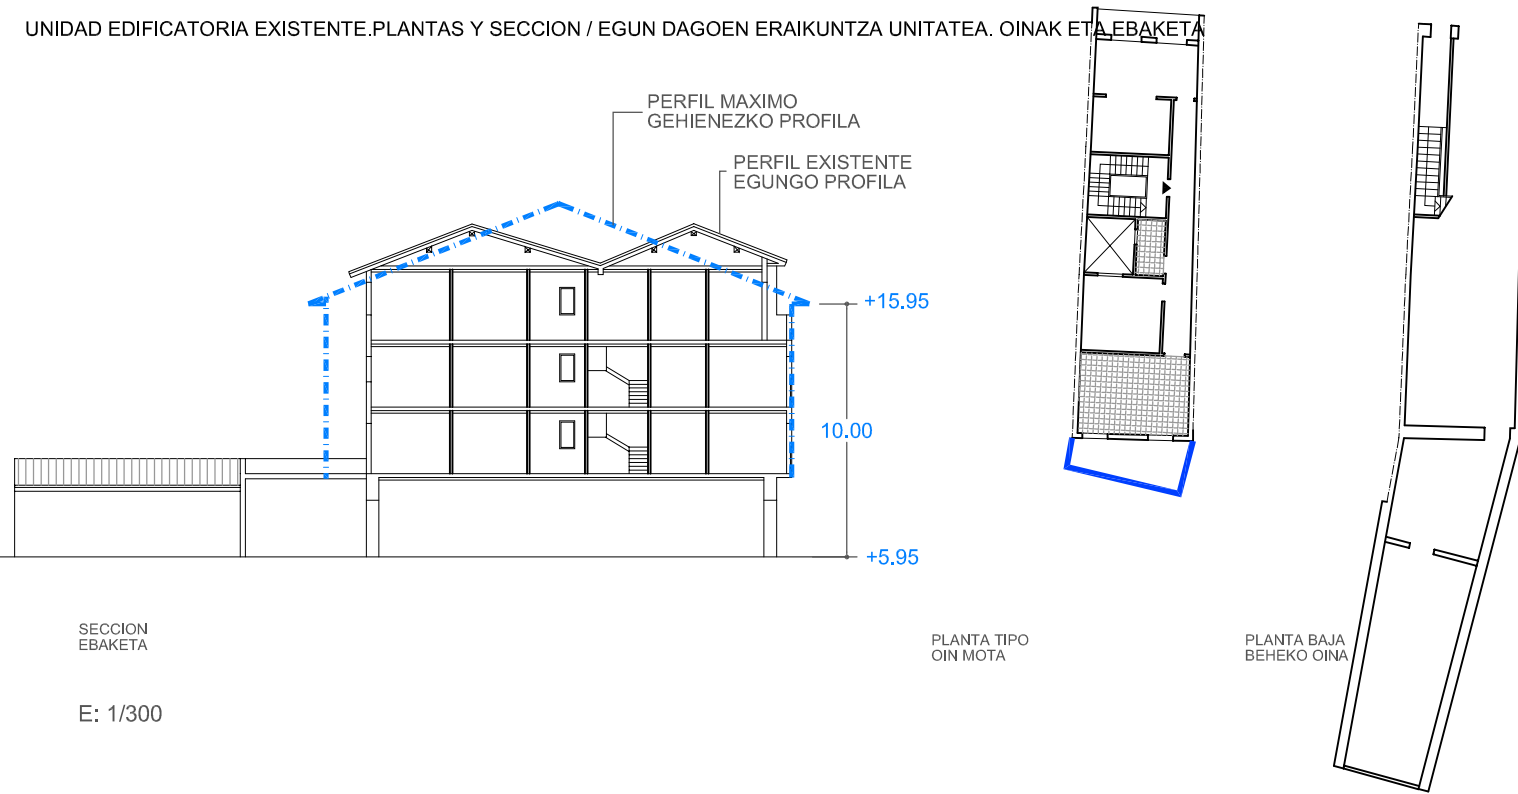 UNIDAD EDIFICATORIA EXISTENTE.PLANTAS Y SECCION / EGUN DAGOEN ERAIKUNTZA UNITATEA. OINAK ETA EBAKETA
PERFIL MAXIMO
GEHIENEZKO PROFILA
PERFIL EXISTENTE
EGUNGO PROFILA
+15.95
10.00
+5.95
SECCION
EBAKETA
PLANTA TIPO
OIN MOTA
PLANTA BAJA
BEHEKO OINA
E: 1/300